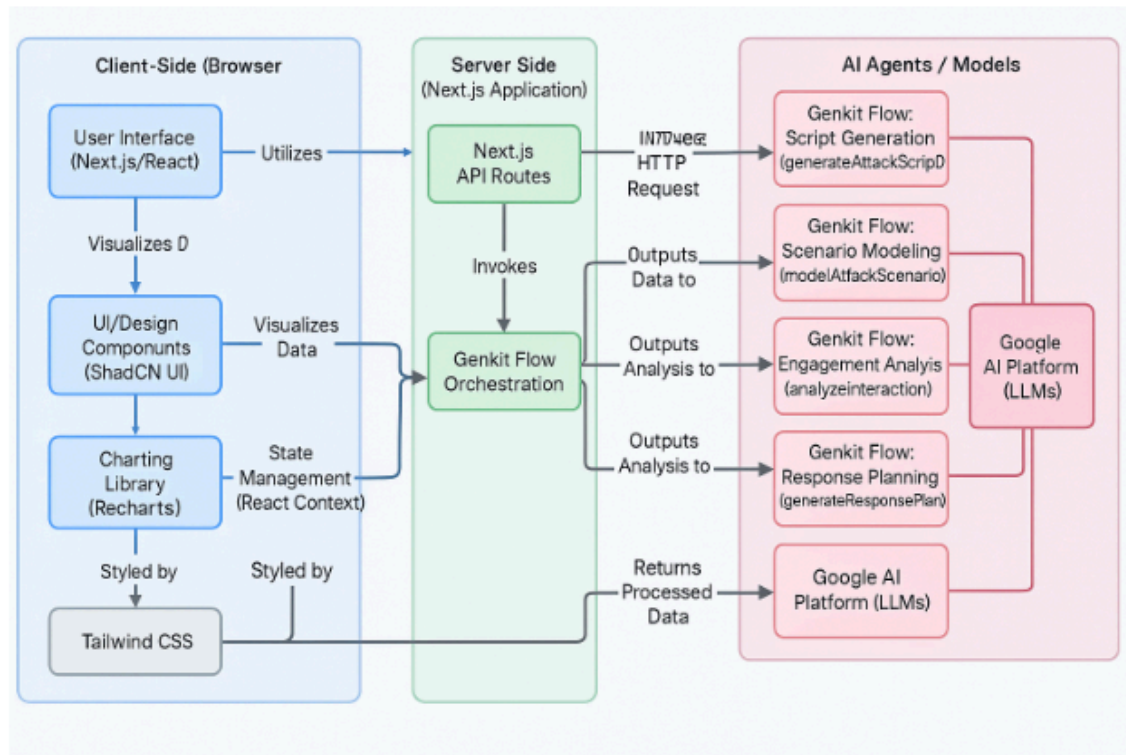 Client-Side (Browser
User Interface
(Next.js/React)
Utilizes
Visualizes D
UI/Design
Componunts
(ShadCN UI)
Visualizes
Data
Charting
Library
(Recharts)
State
Management
(React Context)
Styled by
Styled by
Tailwind CSS
Server Side
(Next.js Application)
Next.js
API Routes
Invokes
Genkit Flow
Orchestration
HTTP
Request
Outputs
Data to
Outputs
Analysis to
Outputs
Analysis to
Returns
Processed
Data
AI Agents / Models
Genkit Flow:
Script Generation
(generateAttackScripD
Genkit Flow:
Scenario Modeling
(modelAtfackScenario)
Genkit Flow:
Engagement Analyis
(analyzeinteraction)
Genkit Flow:
Response Planning
(generateResponsePlan)
Google AI
Platform (LLMs)
Google
AI Platform
(LLMs)